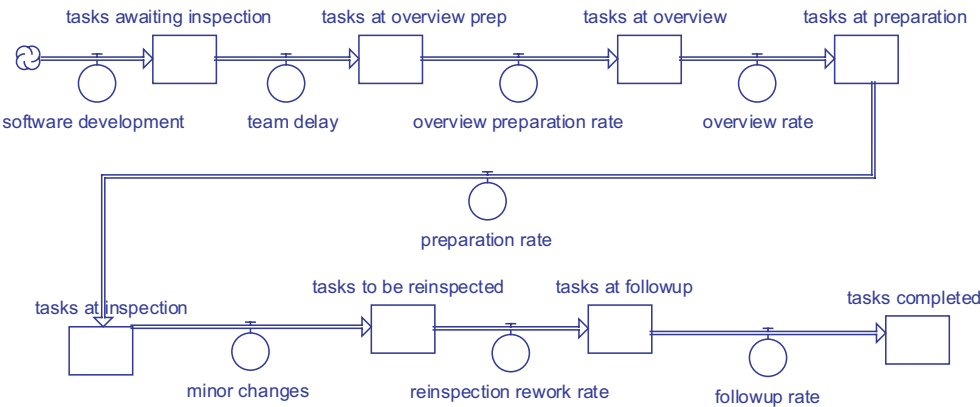 tasks awaiting inspection
tasks at overview prep
tasks at overview
tasks at preparation
software development
team delay
overview preparation rate
overview rate
preparation rate
tasks at inspection
tasks to be reinspected
tasks at followup
tasks completed
minor changes
reinspection rework rate
followup rate